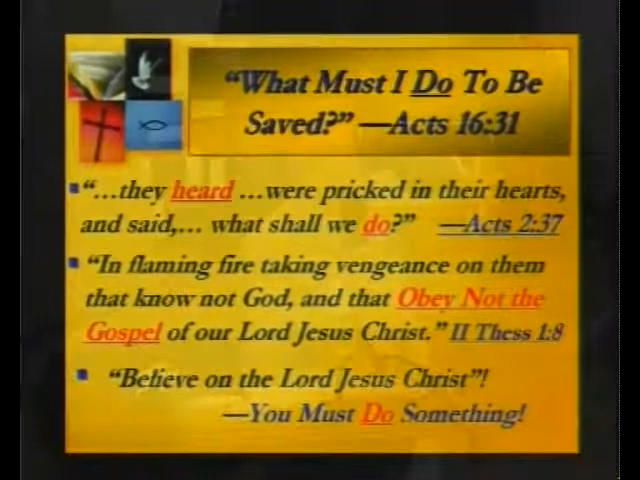 “What Must I Do To Be
Saved?” —Acts 16:31
“...they heard ...were pricked in their hearts,
and said,... what shall we do?” —Acts 2:37
“In flaming fire taking vengeance on them
that know not God, and that Obey Not the
Gospel of our Lord Jesus Christ.” II Thess 1:8
“Believe on the Lord Jesus Christ”!
—You Must Do Something!